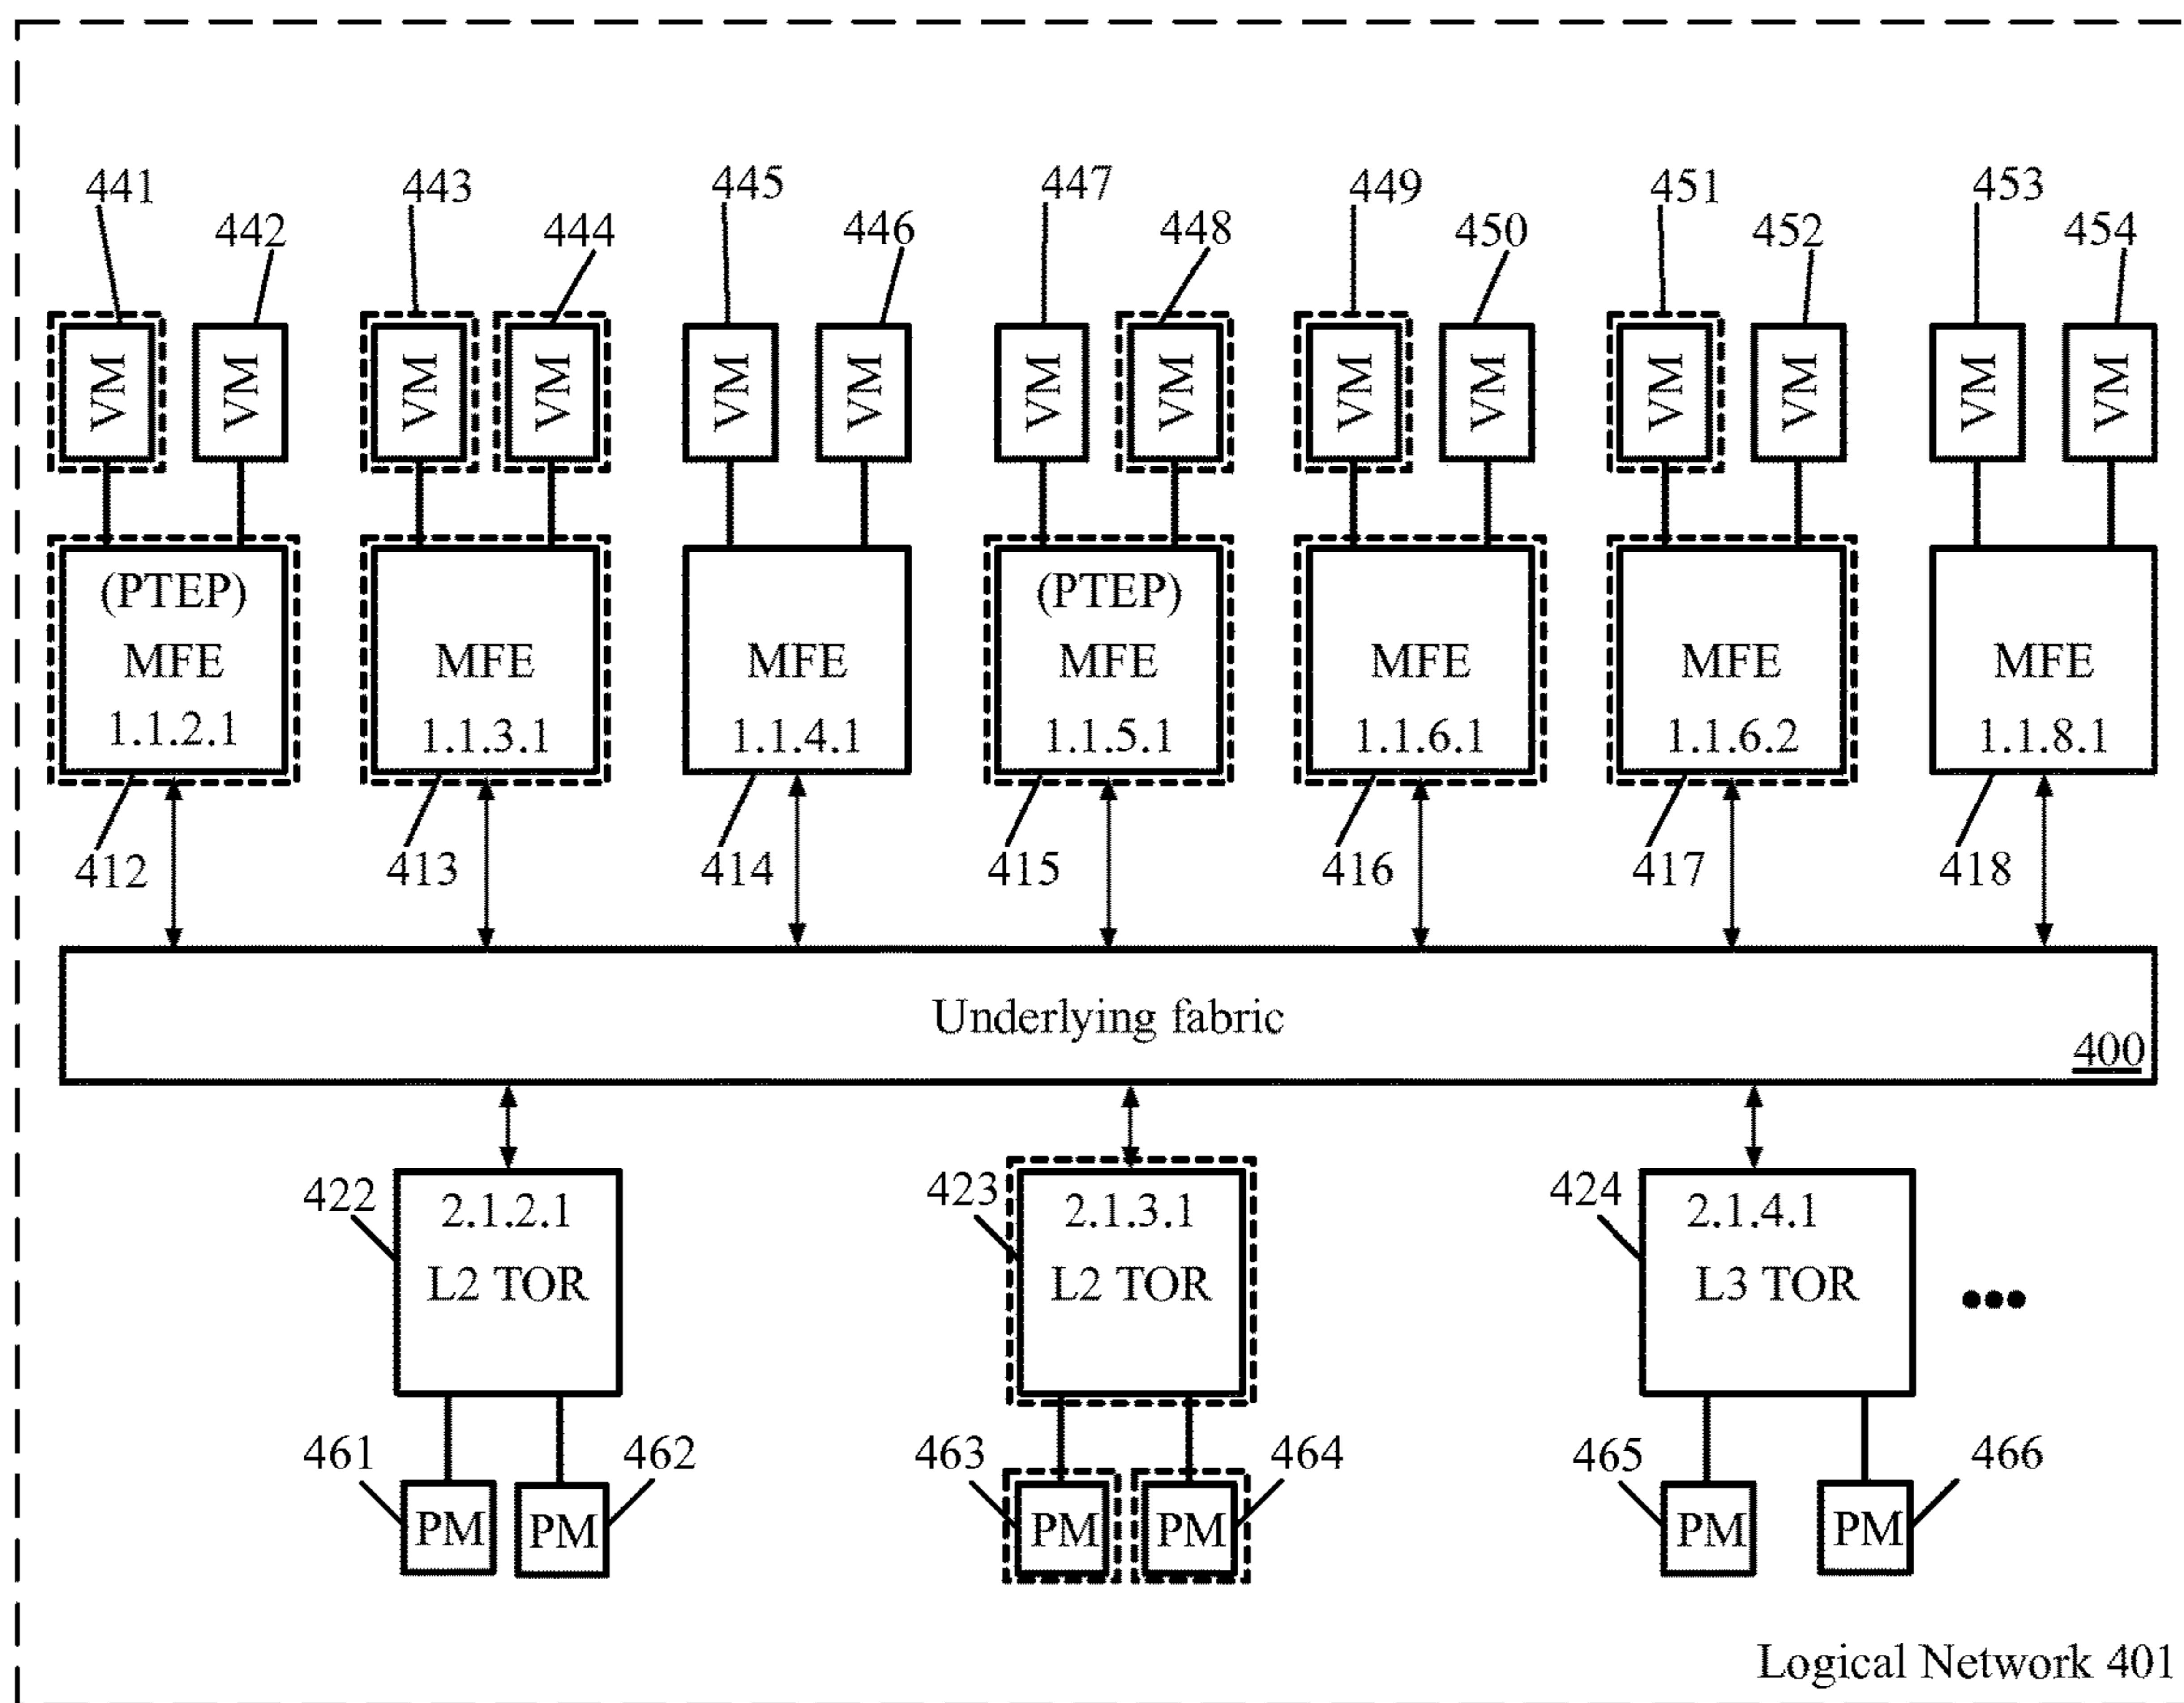 441 443 445 447 449 451 453
442 444 446 448 450 452 454
VM VM VM VM VM VM VM VM VM VM VM VM VM VM
(PTEP) (PTEP)
MFE MFE MFE MFE MFE MFE MFE
1.1.2.1 1.1.3.1 1.1.4.1 1.1.5.1 1.1.6.1 1.1.6.2 1.1.8.1
412 413 414 415 416 417 418
Underlying fabric
400
422 2.1.2.1 423 2.1.3.1 424 2.1.4.1
L2 TOR L2 TOR L3 TOR
•••
461 462 463 464 465 466
PM PM PM PM PM PM
Logical Network 401